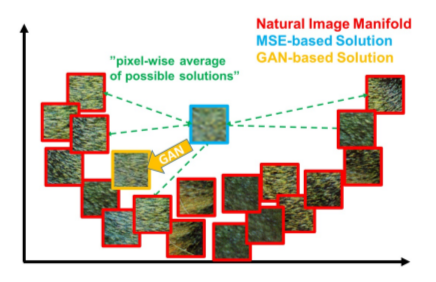 Natural Image Manifold
MSE-based Solution
GAN-based Solution
"pixel-wise average
of possible solutions"
GAN